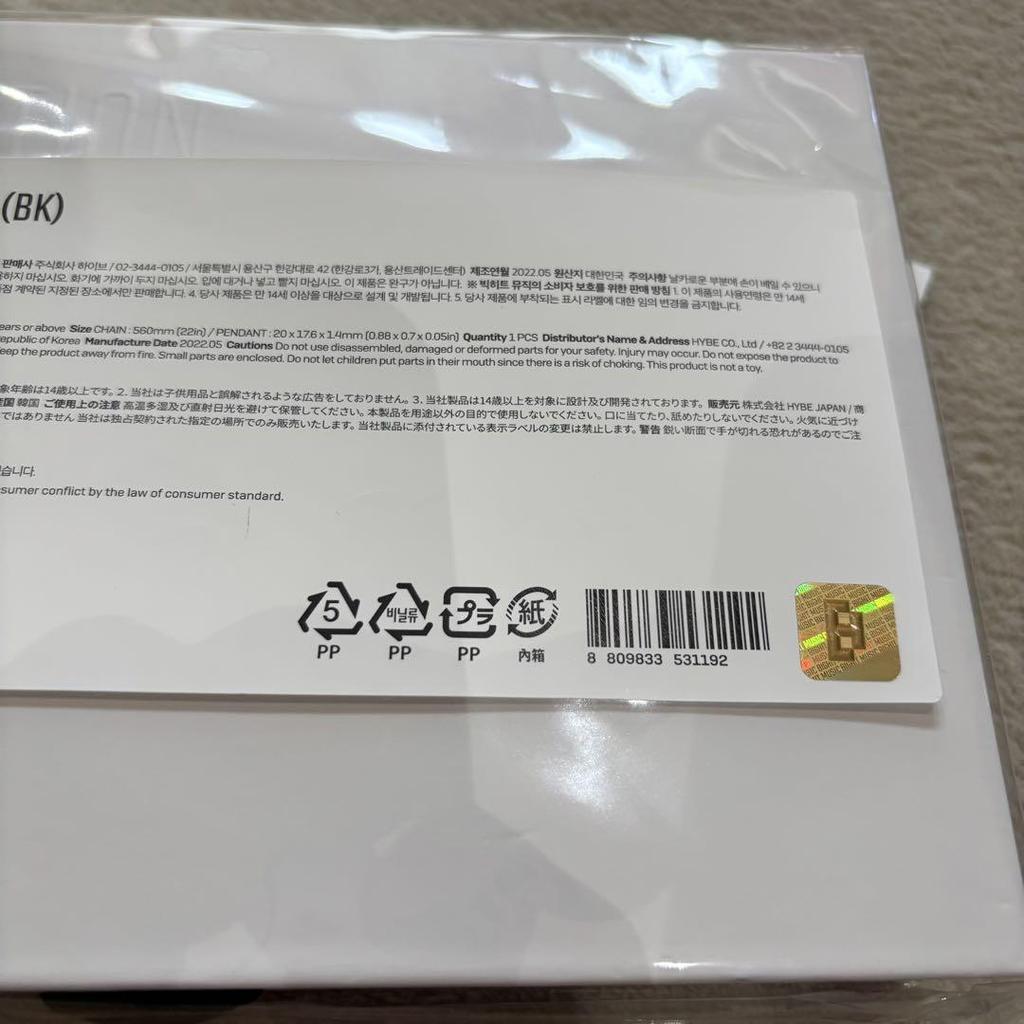 (BK)
판매사 주식회사 하이브 / 02-3444-0105 / 서울특별시 용산구 한강대로 42 (한강로3가, 용산트레이드센터) 제조연월 2022.05 원산지 대한민국 주의사항 날카로운 부분에 손이 베일 수 있으니
하지 마십시오. 화기에 가까이 두지 마십시오. 입에 대거나 넣고 빨지 마십시오. 이 제품은 완구가 아닙니다. ※ 빅히트 뮤직의 소비자 보호를 위한 판매 방침 1. 이 제품의 사용연령은 만 14세
계약된 지정된 장소에서만 판매합니다. 4. 당사 제품은 만 14세 이상을 대상으로 설계 및 개발됩니다. 5. 당사 제품에 부착되는 표시 라벨에 대한 임의 변경을 금지합니다.
ears or above Size CHAIN : 560mm (22in) / PENDANT : 20 x 17.6 x 1.4mm (0.88 x 0.7 x 0.05in) Quantity 1 PCS Distributor's Name & Address HYBE CO., Ltd / +82 2 3444-0105
Republic of Korea Manufacture Date 2022.05 Cautions Do not use disassembled, damaged or deformed parts for your safety. Injury may occur. Do not expose the product to
eep the product away from fire. Small parts are enclosed. Do not let children put parts in their mouth since there is a risk of choking. This product is not a toy.
象年齢は14歳以上です。2. 当社は子供用品と誤解されるような広告をしておりません。3. 当社製品は14歳以上を対象に設計及び開発されております。販売元 株式会社 HYBE JAPAN / 商
産国 韓国 ご使用上の注意 高温多湿及び直射日光を避けて保管してください。本製品を用途以外の目的で使用しないでください。口に当てたり、舐めたりしないでください。火気に近づけ
ではありません 当社は独占契約された指定の場所でのみ販売いたします。当社製品に添付されている表示ラベルの変更は禁止します。警告 鋭い断面で手が切れる恐れがあるのでご注
습니다.
sumer conflict by the law of consumer standard.
5 비닐류 プラ 紙
PP PP PP 内箱
8 809833 531192